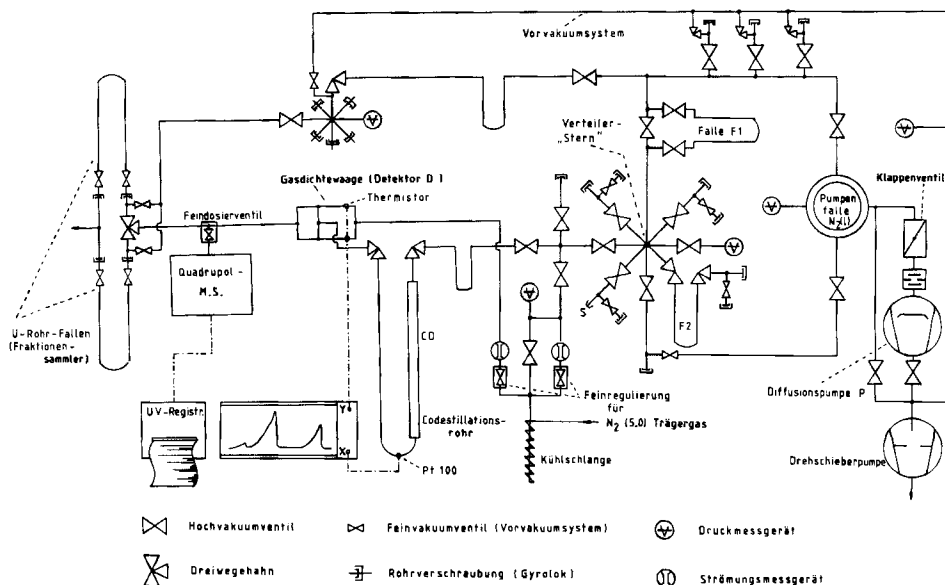 Vorvakuumsystem
Verteiler-
„Stern"
Falle F1
Klappenventil
Gasdichtewaage (Detektor D)
Thermistor
Pumpen
falle
N₂(l)
Feindosierventil
Quadrupol-
M.S.
U-Rohr-Fallen
(Fraktionen-
sammler)
CD
S
F2
Diffusionspumpe P
UV-Registr.
Y
X
Codestillations-
rohr
Pt 100
Feinregulierung
für
N₂ (5,0) Trägergas
Kühlschlange
Drehschieberpumpe
Hochvakuumventil
Feinvakuumventil (Vorvakuumsystem)
Druckmessgerät
Dreiwegehahn
Rohrverschraubung (Gyrolok)
Strömungsmessgerät